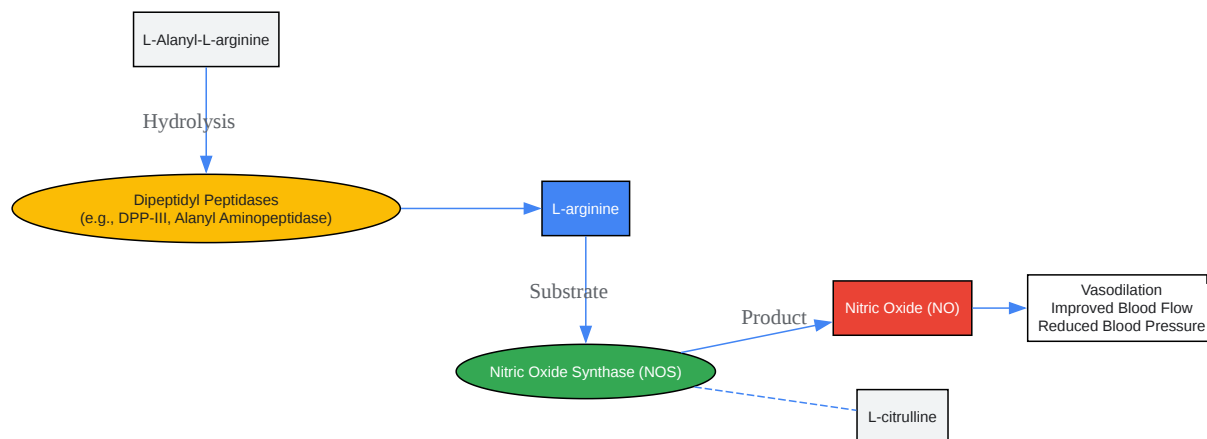 L-Alanyl-L-arginine
Hydrolysis
Dipeptidyl Peptidases
(e.g., DPP-III, Alanyl Aminopeptidase)
L-arginine
Substrate
Nitric Oxide Synthase (NOS)
Product
Nitric Oxide (NO)
Vasodilation
Improved Blood Flow
Reduced Blood Pressure
L-citrulline